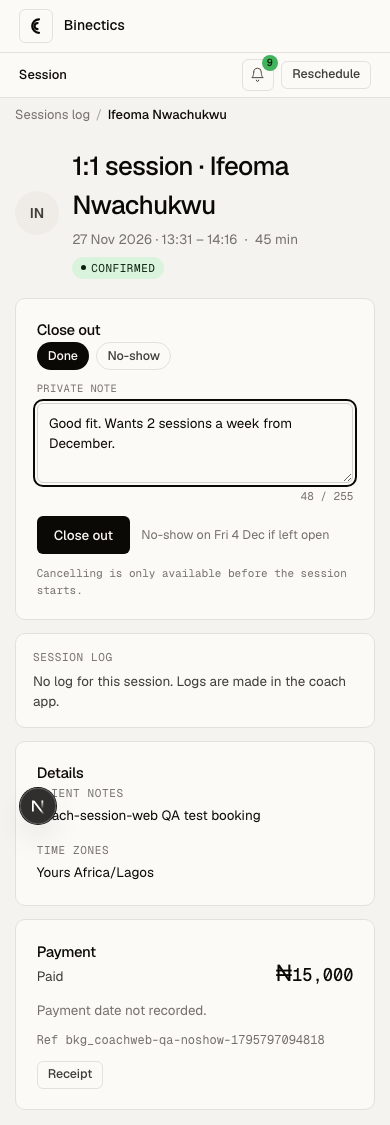 Binectics
Session
9
Reschedule
Sessions log / Ifeoma Nwachukwu
IN
1:1 session · Ifeoma
Nwachukwu
27 Nov 2026 · 13:31 – 14:16 · 45 min
CONFIRMED
Close out
Done
No-show
PRIVATE NOTE
Good fit. Wants 2 sessions a week from
December.
48 / 255
Close out
No-show on Fri 4 Dec if left open
Cancelling is only available before the session
starts.
SESSION LOG
No log for this session. Logs are made in the coach
app.
Details
IENT NOTES
N
ach-session-web QA test booking
TIME ZONES
Yours Africa/Lagos
Payment
Paid
₦15,000
Payment date not recorded.
Ref bkg_coachweb-qa-noshow-1795797094818
Receipt